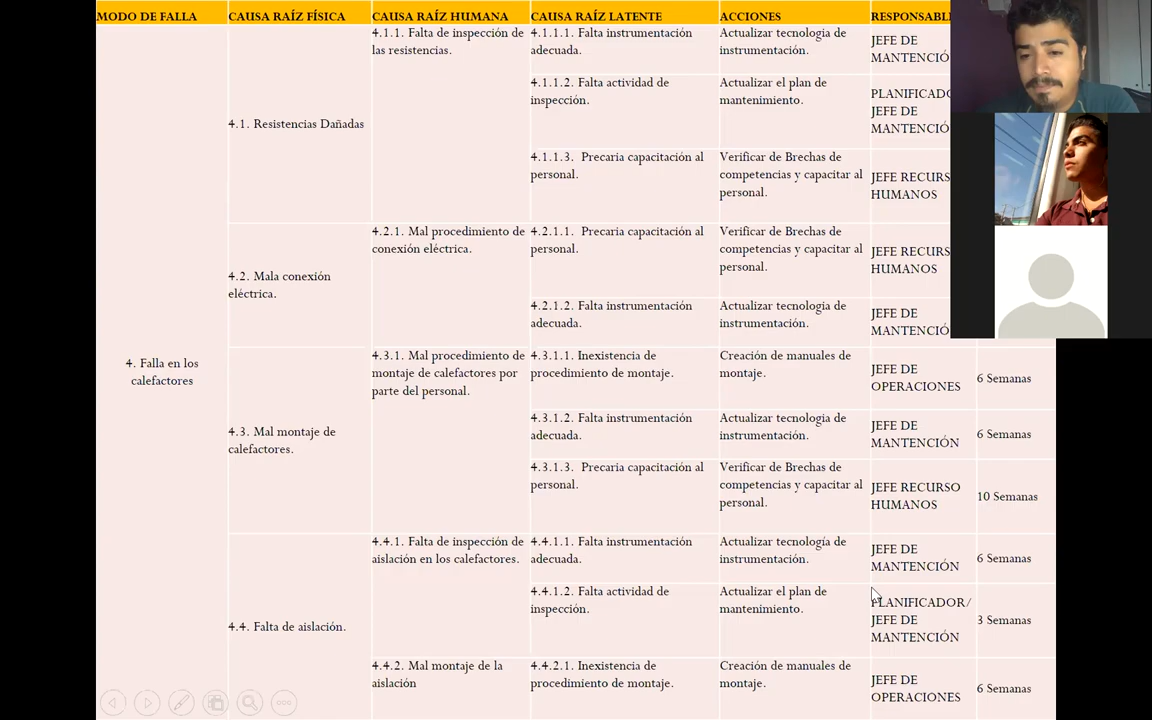 MODO DE FALLA
CAUSA RAÍZ FÍSICA
CAUSA RAÍZ HUMANA
CAUSA RAÍZ LATENTE
ACCIONES
4. Falla en los
calefactores
4.1. Resistencias Dañadas
4.1.1. Falta de inspección de
las resistencias.
4.1.1.1. Falta instrumentación
adecuada.
Actualizar tecnología de
instrumentación.
JEFE DE
4.1.1.2. Falta actividad de
inspección.
Actualizar el plan de
mantenimiento.
JEFE DE
4.1.1.3. Precaria capacitación al
personal.
Verificar de Brechas de
competencias y capacitar al
personal.
JEFE
HUMANOS
4.2. Mala conexión
eléctrica.
4.2.1. Mal procedimiento de
conexión eléctrica.
4.2.1.1. Precaria capacitación al
personal.
Verificar de Brechas de
competencias y capacitar al
personal.
JEFE
HUMANOS
4.2.1.2. Falta instrumentación
adecuada.
Actualizar tecnologia de
instrumentación.
JEFE DE
4.3. Mal montaje de
calefactores.
4.3.1. Mal procedimiento de
montaje de calefactores por
parte del personal.
4.3.1.1. Inexistencia de
procedimiento de montaje.
Creación de manuales de
montaje.
JEFE DE
OPERACIONES
6 Semanas
4.3.1.2. Falta instrumentación
adecuada.
Actualizar tecnologia de
instrumentación.
JEFE DE
MANTENCIÓN
6 Semanas
4.3.1.3. Precaria capacitación al
personal.
Verificar de Brechas de
competencias y capacitar al
personal.
JEFE RECURSO
HUMANOS
10 Semanas
4.4. Falta de aislación.
4.4.1. Falta de inspección de
aislación en los calefactores.
4.4.1.1. Falta instrumentación
adecuada.
Actualizar tecnología de
instrumentación.
JEFE DE
MANTENCIÓN
6 Semanas
4.4.1.2. Falta actividad de
inspección.
Actualizar el plan de
mantenimiento.
PLANIFICADOR/
JEFE DE
MANTENCIÓN
3 Semanas
4.4.2. Mal montaje de la
aislación
4.4.2.1. Inexistencia de
procedimiento de montaje.
Creación de manuales de
montaje.
JEFE DE
OPERACIONES
6 Semanas